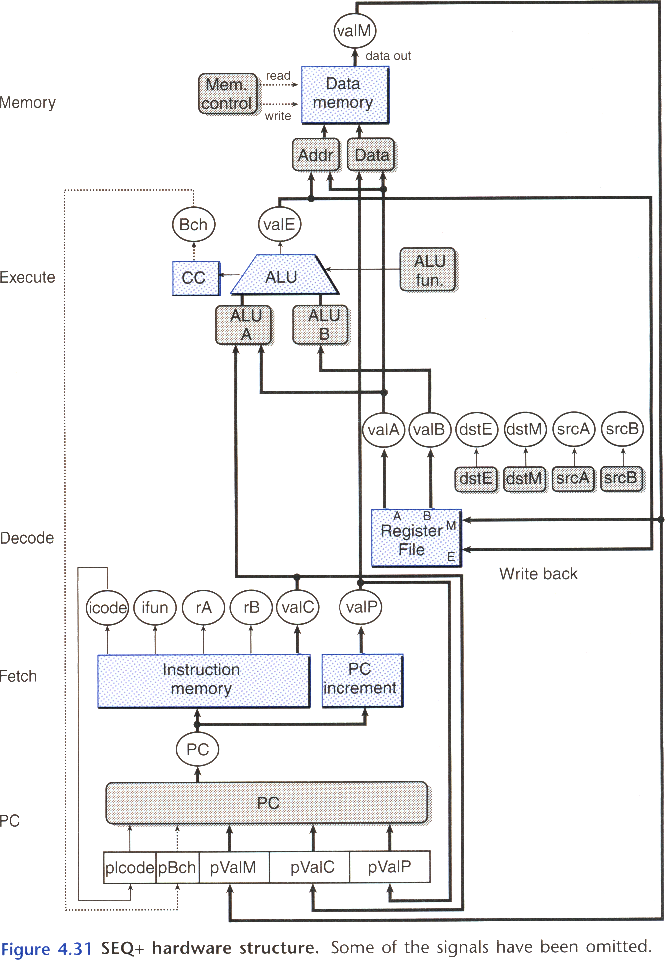 valM
data out
Mem.
control
read
write
Data
memory
Memory
Addr
Data
Bch
valE
Execute
CC
ALU
ALU
fun.
ALU
A
ALU
B
valA
valB
dstE
dstM
srcA
srcB
dstE
dstM
srcA
srcB
A
B
M
Register
File
E
Decode
Write back
icode
ifun
rA
rB
valC
valP
Fetch
Instruction
memory
PC
increment
PC
PC
PC
pIcode
pBch
pValM
pValC
pValP
Figure 4.31 SEQ+ hardware structure. Some of the signals have been omitted.